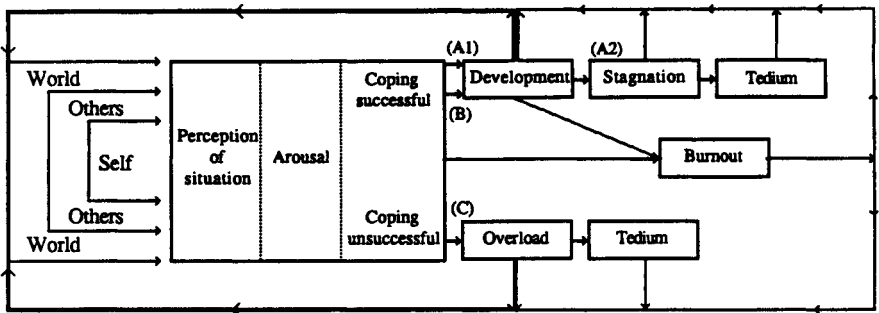 World
Others
Self
Others
World
Perception
of
situation
Arousal
Coping
successful
Coping
unsuccessful
(A1)
Development
(A2)
Stagnation
Tedium
(B)
Burnout
(C)
Overload
Tedium